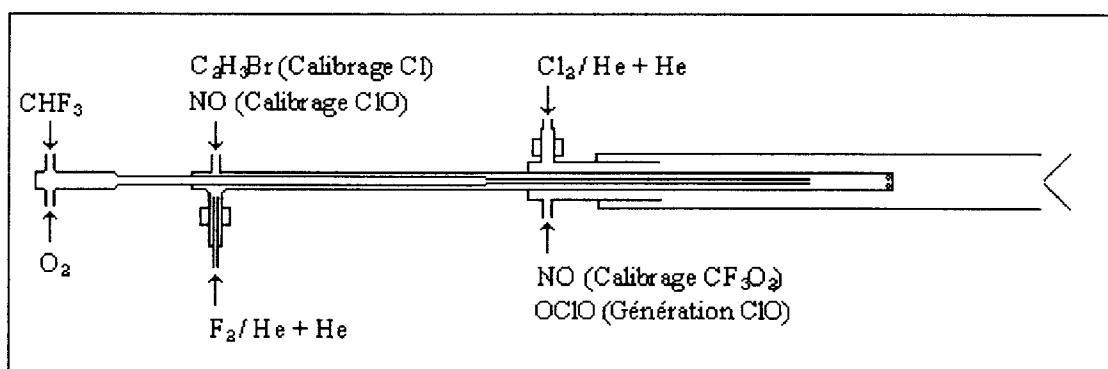 C₂H₃Br (Calibrage Cl)
NO (Calibrage ClO)
Cl₂/ He + He
CHF₃
O₂
F₂/ He + He
NO (Calibrage CF₃O₂)
OClO (Génération ClO)